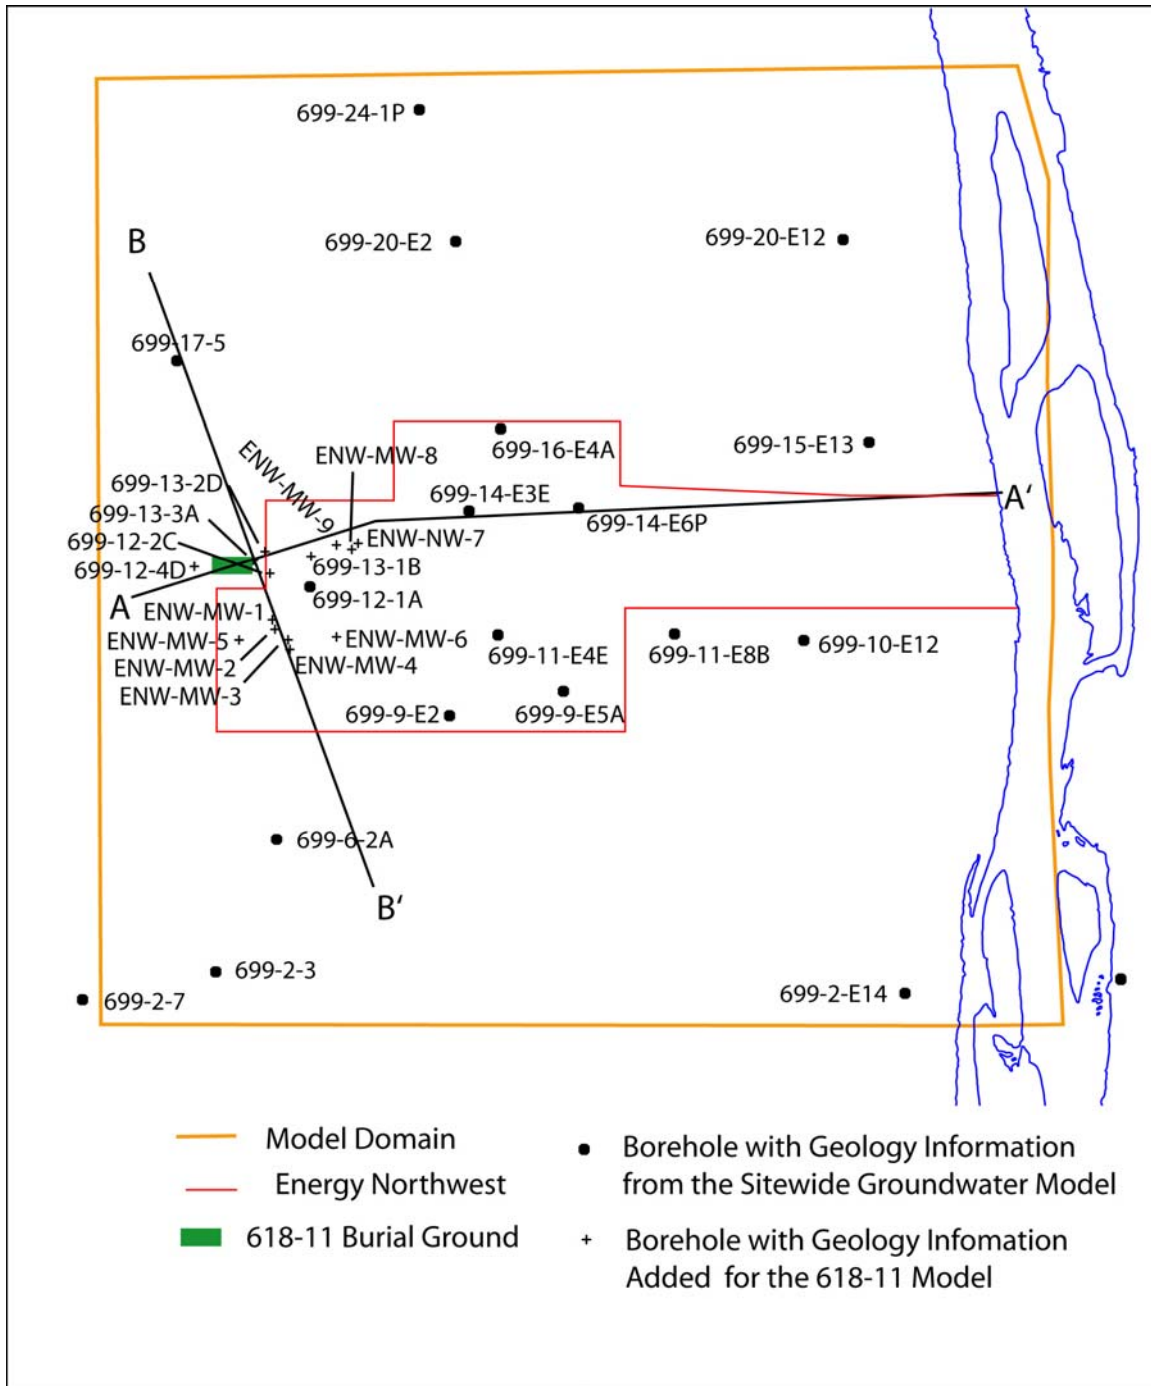 699-24-1P
699-20-E2
699-20-E12
B
699-17-5
ENW-MW-8
699-16-E4A
699-15-E13
699-13-2D
ENW-MW-9
699-14-E3E
A'
699-13-3A
699-14-E6P
699-12-2C
ENW-NW-7
699-12-4D
699-13-1B
A
699-12-1A
ENW-MW-1
ENW-MW-5
ENW-MW-6
699-11-E4E
699-11-E8B
699-10-E12
ENW-MW-2
ENW-MW-4
ENW-MW-3
699-9-E2
699-9-E5A
699-6-2A
B'
699-2-3
699-2-7
699-2-E14
Model Domain
Energy Northwest
618-11 Burial Ground
Borehole with Geology Information
from the Sitewide Groundwater Model
Borehole with Geology Infomation
Added for the 618-11 Model